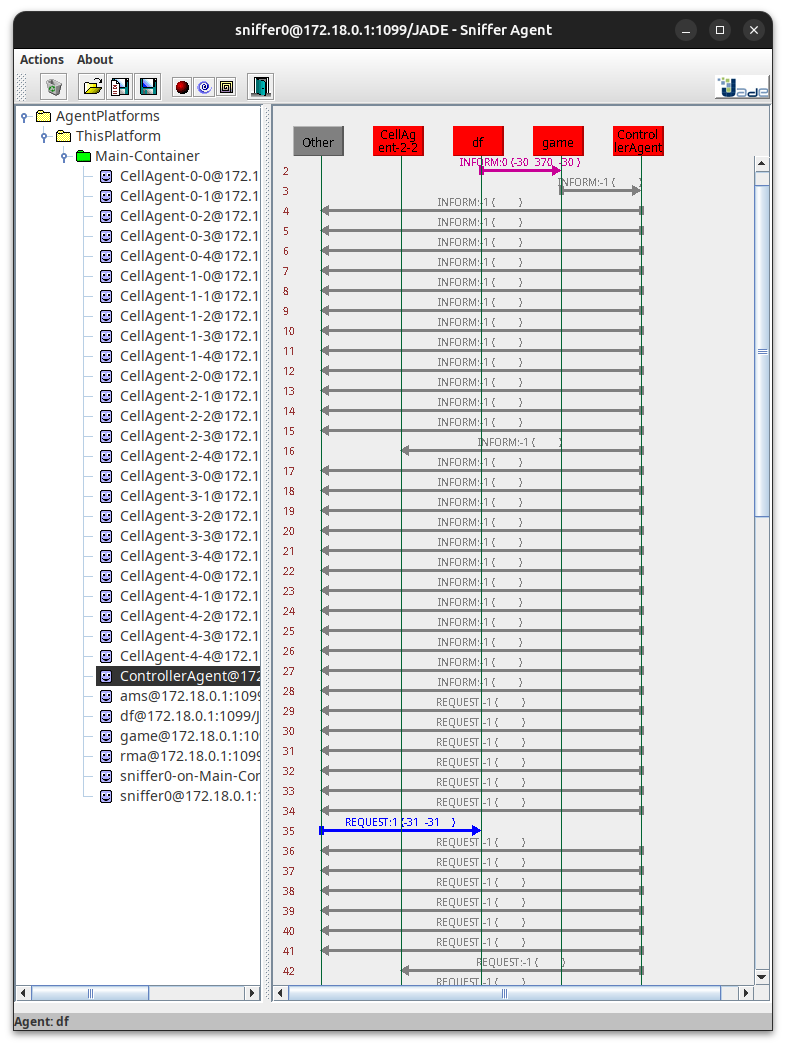 sniffer0@172.18.0.1:1099/JADE - Sniffer Agent
Actions About
Jade
AgentPlatforms
ThisPlatform
Main-Container
CellAgent-0-0@172.1
CellAgent-0-1@172.1
CellAgent-0-2@172.1
CellAgent-0-3@172.1
CellAgent-0-4@172.1
CellAgent-1-0@172.1
CellAgent-1-1@172.1
CellAgent-1-2@172.1
CellAgent-1-3@172.1
CellAgent-1-4@172.1
CellAgent-2-0@172.1
CellAgent-2-1@172.1
CellAgent-2-2@172.1
CellAgent-2-3@172.1
CellAgent-2-4@172.1
CellAgent-3-0@172.1
CellAgent-3-1@172.1
CellAgent-3-2@172.1
CellAgent-3-3@172.1
CellAgent-3-4@172.1
CellAgent-4-0@172.1
CellAgent-4-1@172.1
CellAgent-4-2@172.1
CellAgent-4-3@172.1
CellAgent-4-4@172.1
ControllerAgent@172
ams@172.18.0.1:1099
df@172.18.0.1:1099/J
game@172.18.0.1:10
rma@172.18.0.1:1099
sniffer0-on-Main-Con
sniffer0@172.18.0.1:
Other
CellAg
ent-2-2
df
game
Control
lerAgent
2 INFORM:0 (-30 370 -30 )
3 INFORM:-1 ( )
4 INFORM:-1 ( )
5 INFORM:-1 ( )
6 INFORM:-1 ( )
7 INFORM:-1 ( )
8 INFORM:-1 ( )
9 INFORM:-1 ( )
10 INFORM:-1 ( )
11 INFORM:-1 ( )
12 INFORM:-1 ( )
13 INFORM:-1 ( )
14 INFORM:-1 ( )
15 INFORM:-1 ( )
16 INFORM:-1 ( )
17 INFORM:-1 ( )
18 INFORM:-1 ( )
19 INFORM:-1 ( )
20 INFORM:-1 ( )
21 INFORM:-1 ( )
22 INFORM:-1 ( )
23 INFORM:-1 ( )
24 INFORM:-1 ( )
25 INFORM:-1 ( )
26 INFORM:-1 ( )
27 INFORM:-1 ( )
28 INFORM:-1 ( )
29 REQUEST:-1 ( )
30 REQUEST:-1 ( )
31 REQUEST:-1 ( )
32 REQUEST:-1 ( )
33 REQUEST:-1 ( )
34 REQUEST:-1 ( )
35 REQUEST:1 (-31 -31 )
36 REQUEST:-1 ( )
37 REQUEST:-1 ( )
38 REQUEST:-1 ( )
39 REQUEST:-1 ( )
40 REQUEST:-1 ( )
41 REQUEST:-1 ( )
42 REQUEST:-1 ( )
REQUEST:-1 ( )
Agent: df